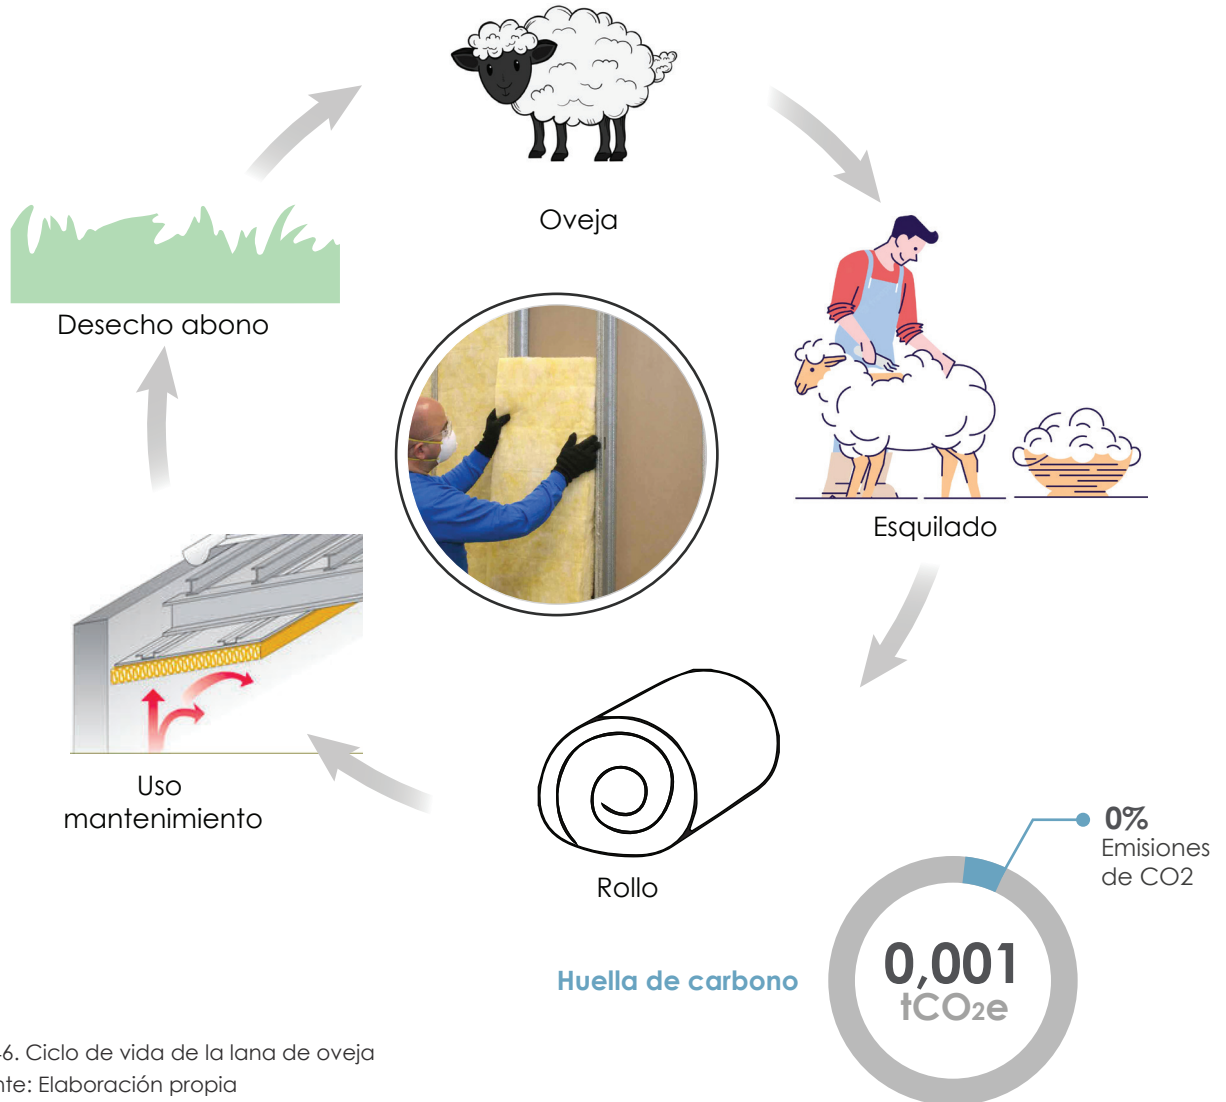 Oveja
Desecho abono
Esquilado
Uso
mantenimiento
Rollo
0%
Emisiones
de CO2
Huella de carbono
0,001
tCO2e
6. Ciclo de vida de la lana de oveja
nte: Elaboración propia